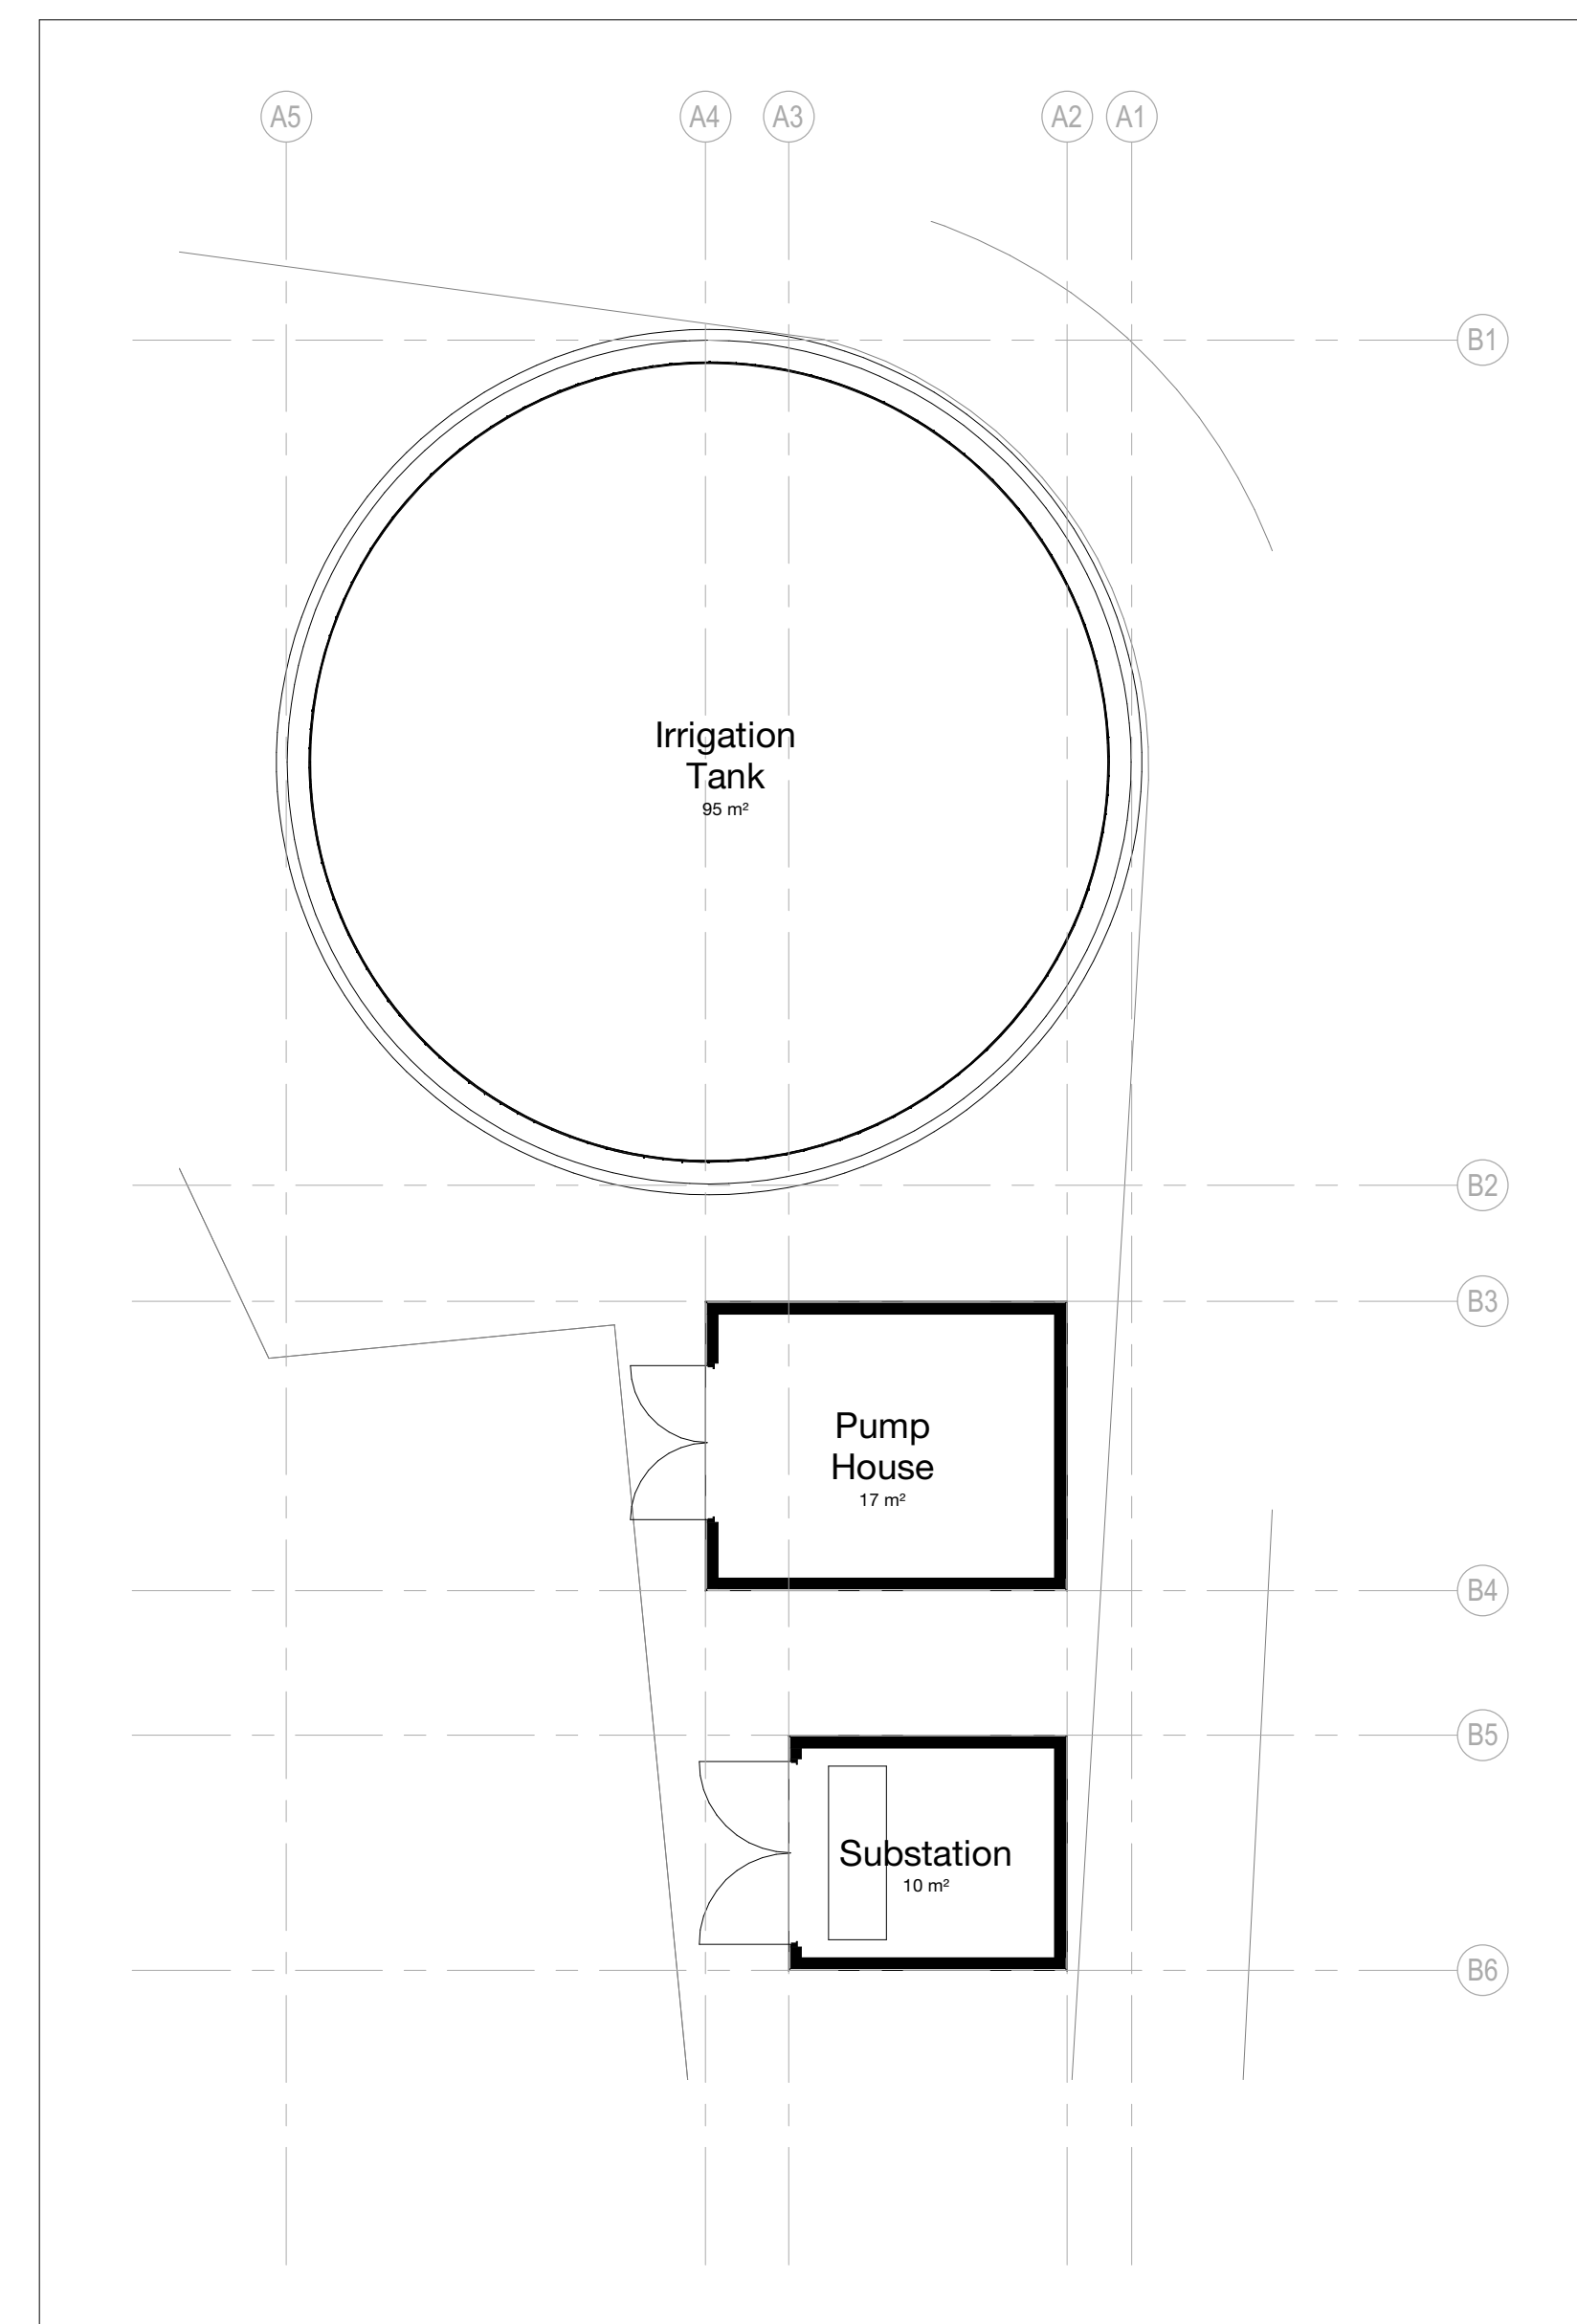 A5
A4
A3
A2
A1
B1
Irrigation
Tank
95 m²
B2
B3
Pump
House
17 m²
B4
B5
Substation
10 m²
B6